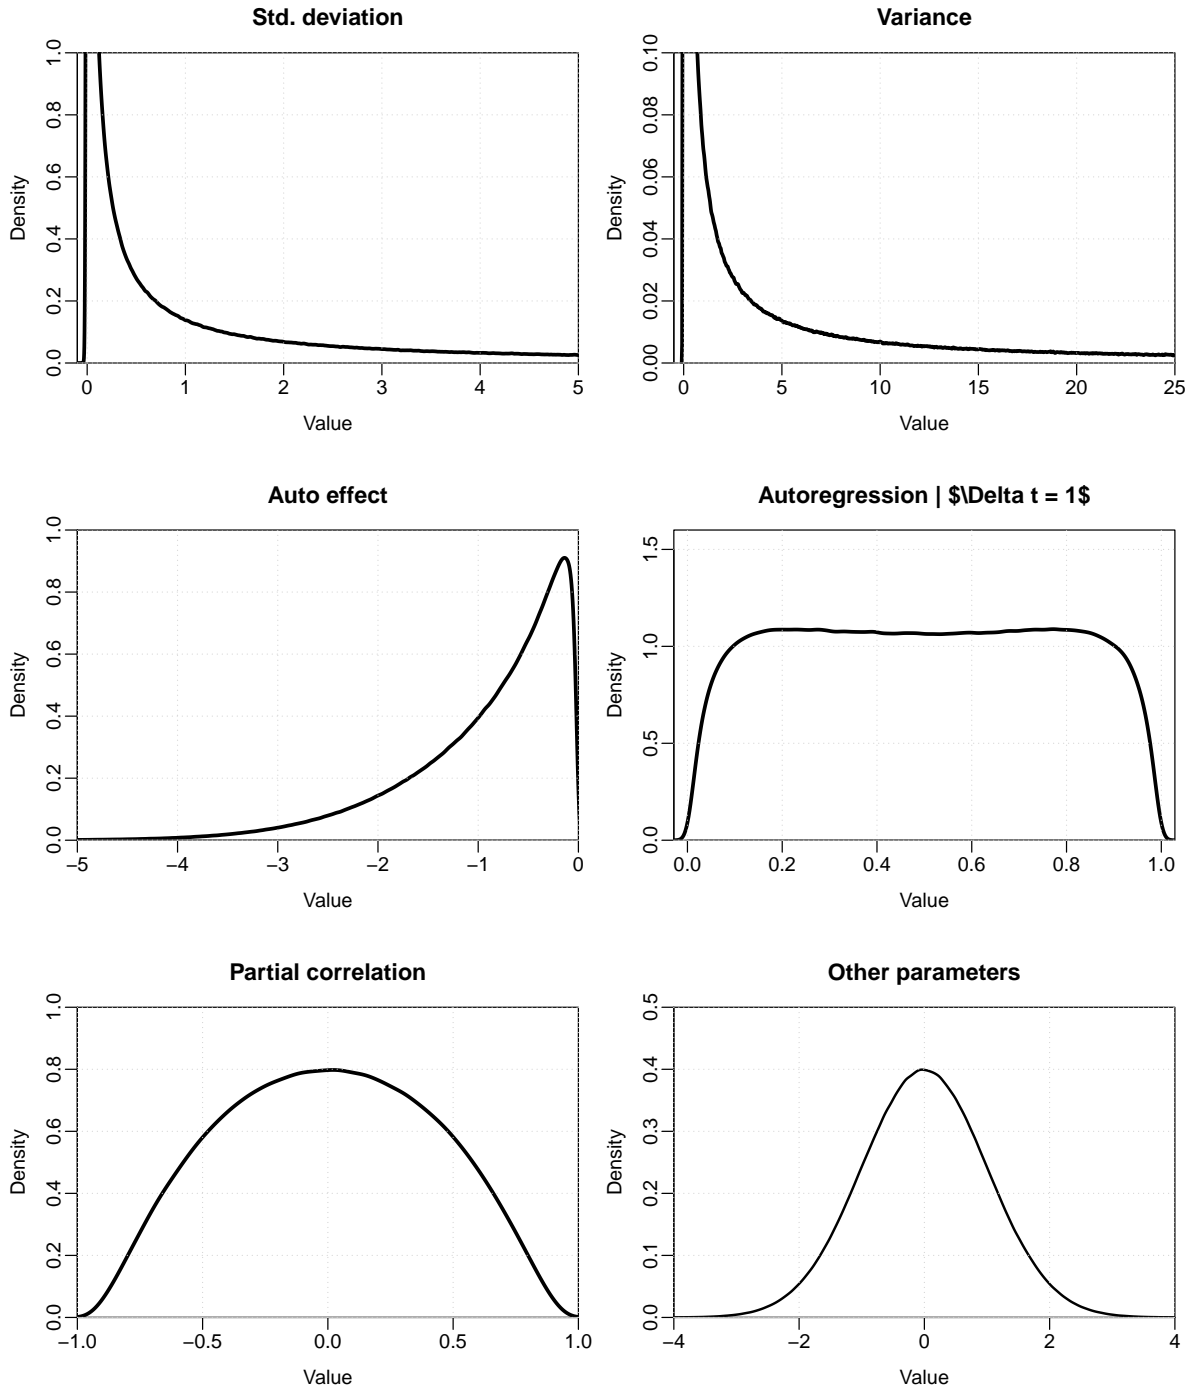 Std. deviation
Density
0.0 0.2 0.4 0.6 0.8 1.0
0 1 2 3 4 5
Value
Variance
Density
0.00 0.02 0.04 0.06 0.08 0.10
0 5 10 15 20 25
Value
Auto effect
Density
0.0 0.2 0.4 0.6 0.8 1.0
−5 −4 −3 −2 −1 0
Value
Autoregression | $\Delta t = 1$
Density
0.0 0.5 1.0 1.5
0.0 0.2 0.4 0.6 0.8 1.0
Value
Partial correlation
Density
0.0 0.2 0.4 0.6 0.8 1.0
−1.0 −0.5 0.0 0.5 1.0
Value
Other parameters
Density
0.0 0.1 0.2 0.3 0.4 0.5
−4 −2 0 2 4
Value